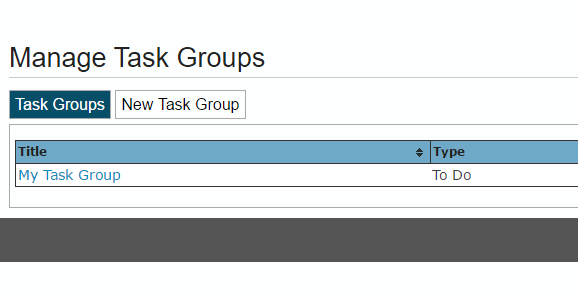 Manage Task Groups
Task Groups New Task Group
Title Type
My Task Group To Do